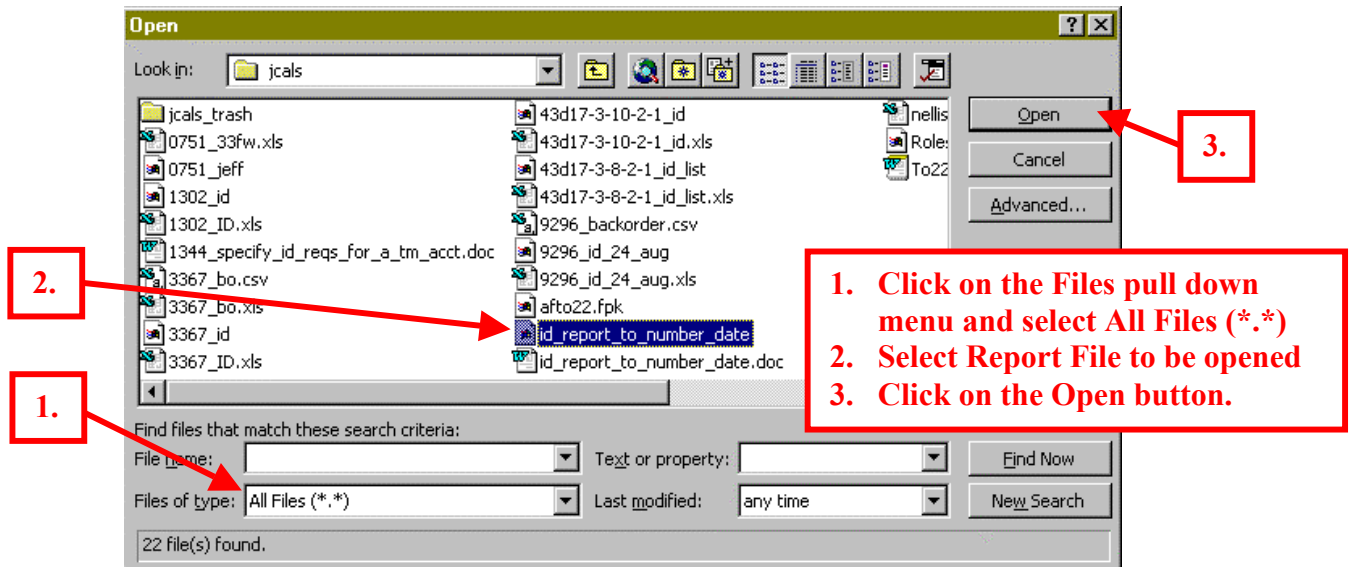 Open
Look in: jcals
jcals_trash
0751_33fw.xls
0751_jeff
1302_id
1302_ID.xls
1344_specify_id_reqs_for_a_tm_acct.doc
3367_bo.csv
3367_bo.xls
3367_id
3367_ID.xls
43d17-3-10-2-1_id
43d17-3-10-2-1_id.xls
43d17-3-8-2-1_id_list
43d17-3-8-2-1_id_list.xls
9296_backorder.csv
9296_id_24_aug
9296_id_24_aug.xls
afto22.fpk
id_report_to_number_date
id_report_to_number_date.doc
nellis
Roles
To22
Open
Cancel
Advanced...
3.
2.
1.
1. Click on the Files pull down
menu and select All Files (*.*)
2. Select Report File to be opened
3. Click on the Open button.
Find files that match these search criteria:
File name: Text or property: Find Now
Files of type: All Files (*.*) Last modified: any time New Search
22 file(s) found.